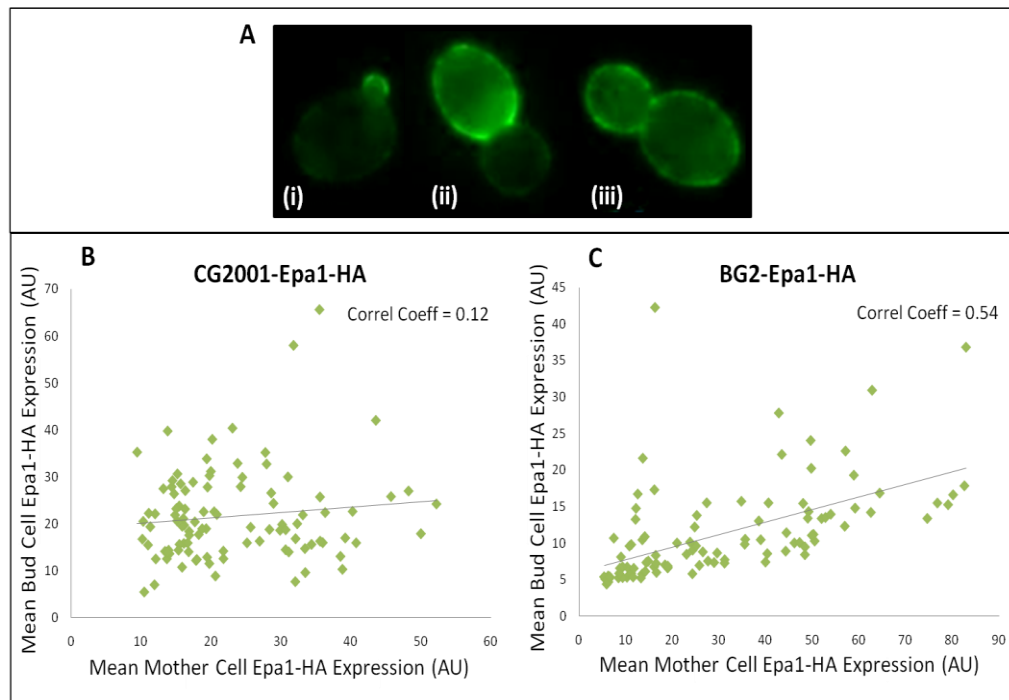 A
(i)
(ii)
(iii)
B
CG2001-Epa1-HA
Correl Coeff = 0.12
Mean Bud Cell Epa1-HA Expression (AU)
70
60
50
40
30
20
10
0
0 10 20 30 40 50 60
Mean Mother Cell Epa1-HA Expression (AU)
C
BG2-Epa1-HA
Correl Coeff = 0.54
Mean Bud Cell Epa1-HA Expression (AU)
45
40
35
30
25
20
15
10
5
0
0 10 20 30 40 50 60 70 80 90
Mean Mother Cell Epa1-HA Expression (AU)